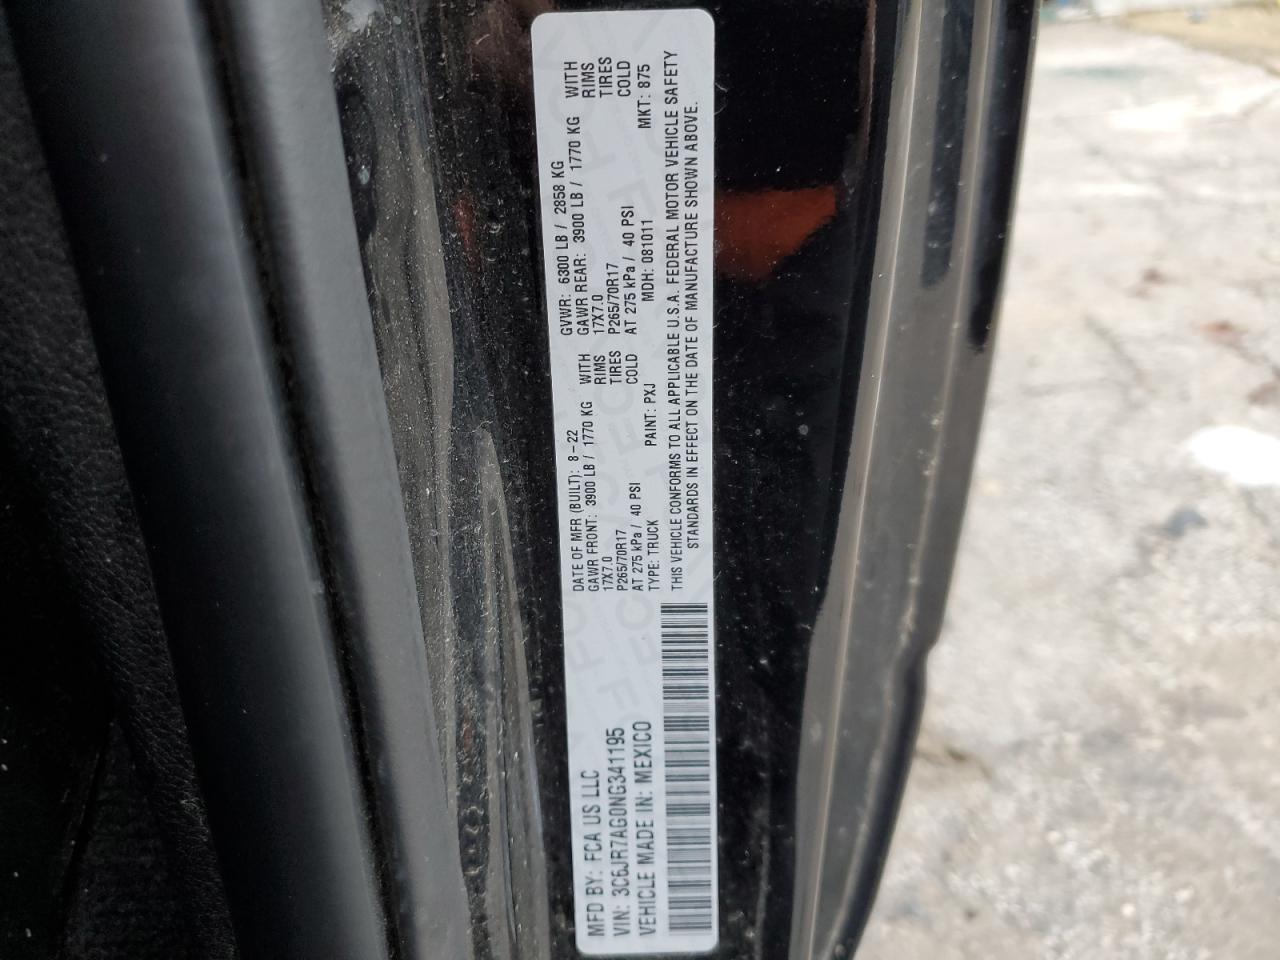 MFD BY: FCA US LLC
VIN: 3C6JR7AG0NG341195
VEHICLE MADE IN: MEXICO
DATE OF MFR (BUILT): 8-22
GAWR FRONT: 3900 LB / 1770 KG WITH
17X7.0 RIMS
P265/70R17 TIRES
AT 275 kPa / 40 PSI COLD
TYPE: TRUCK PAINT: PXJ
GVWR: 6300 LB / 2858 KG
GAWR REAR: 3900 LB / 1770 KG WITH
17X7.0 RIMS
P265/70R17 TIRES
AT 275 kPa / 40 PSI COLD
MDH: 081011 MKT: 875
THIS VEHICLE CONFORMS TO ALL APPLICABLE U.S.A. FEDERAL MOTOR VEHICLE SAFETY
STANDARDS IN EFFECT ON THE DATE OF MANUFACTURE SHOWN ABOVE.